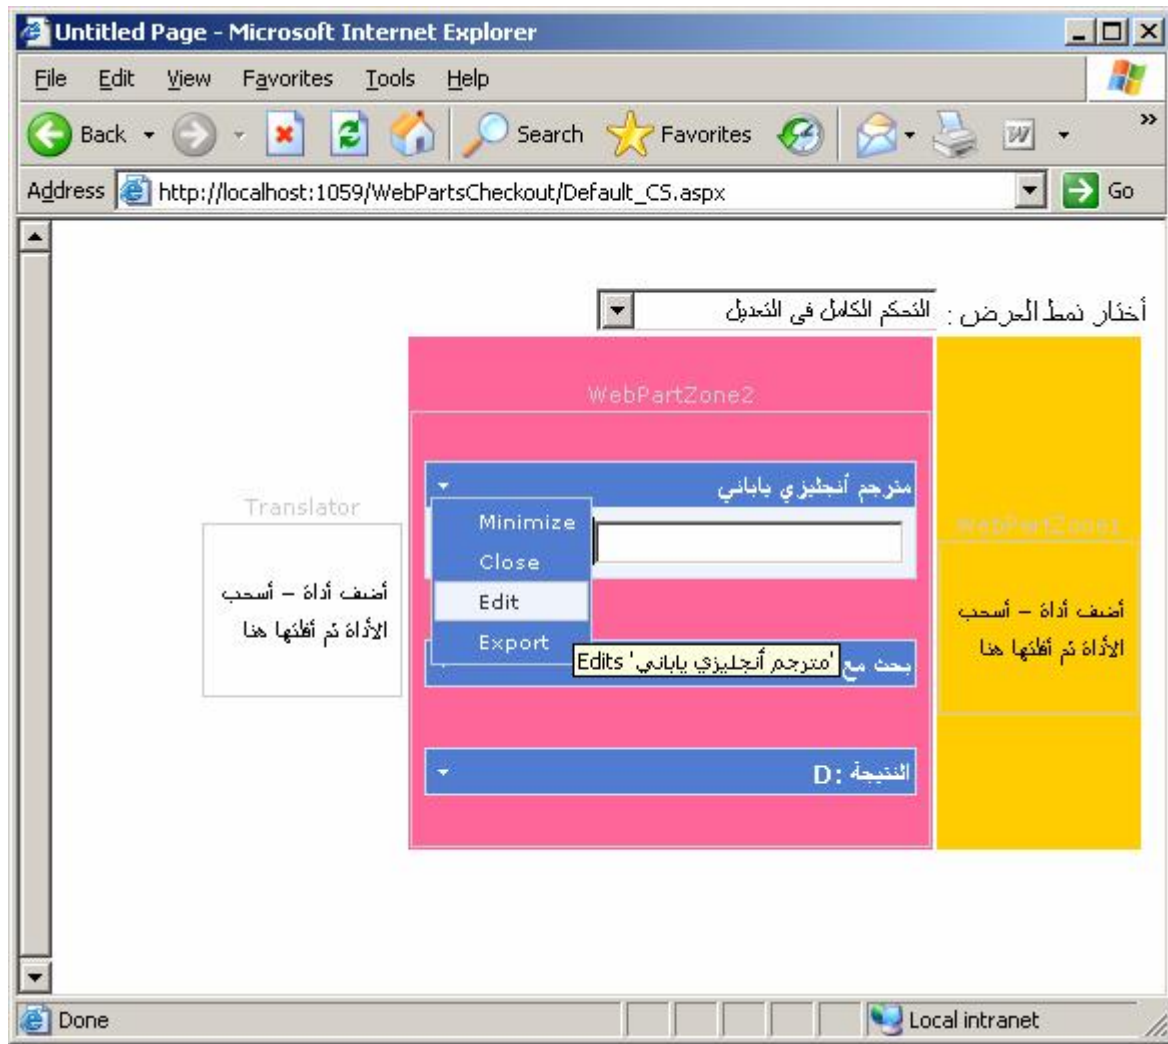 Untitled Page - Microsoft Internet Explorer
File Edit View Favorites Tools Help
Back Search Favorites
Address http://localhost:1059/WebPartsCheckout/Default_CS.aspx Go
أختار نمط العرض : التحكم الكامل في التعديل
WebPartZone2
مترجم أنجليزي ياباني
Minimize
Close
Edit
Export
Edits 'مترجم أنجليزي ياباني'
بحث مع
النتيجة :D
WebPartZone1
أضف أداة – أسحب
الأداة ثم أفلتها هنا
Translator
أضف أداة – أسحب
الأداة ثم أفلتها هنا
Done Local intranet